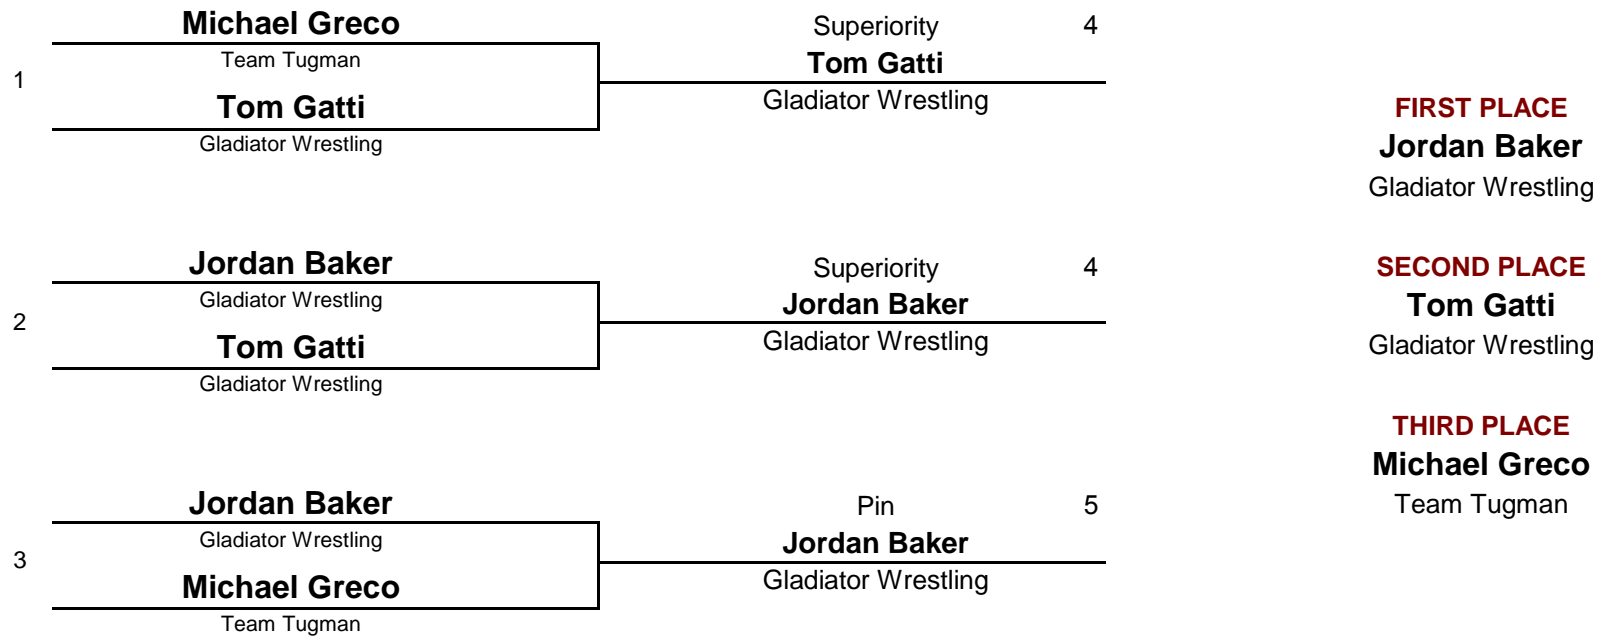 Michael Greco
Team Tugman
1
Tom Gatti
Gladiator Wrestling
Superiority 4
Tom Gatti
Gladiator Wrestling
Jordan Baker
Gladiator Wrestling
2
Tom Gatti
Gladiator Wrestling
Superiority 4
Jordan Baker
Gladiator Wrestling
Jordan Baker
Gladiator Wrestling
3
Michael Greco
Team Tugman
Pin 5
Jordan Baker
Gladiator Wrestling
FIRST PLACE
Jordan Baker
Gladiator Wrestling
SECOND PLACE
Tom Gatti
Gladiator Wrestling
THIRD PLACE
Michael Greco
Team Tugman